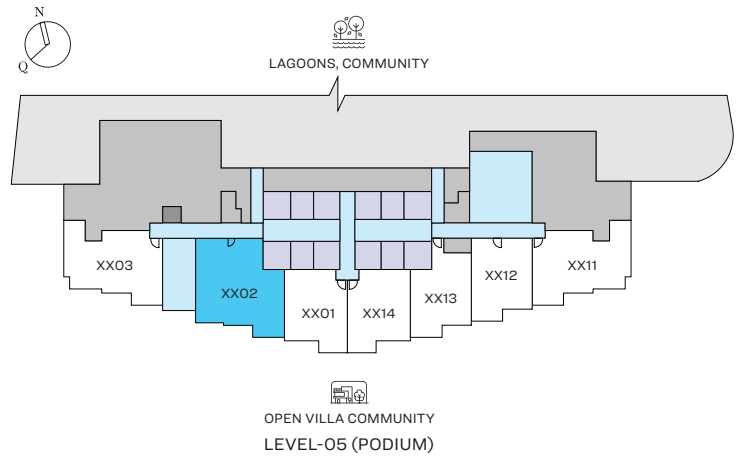 N
Q
LAGOONS, COMMUNITY
XX03
XX02
XX01
XX14
XX13
XX12
XX11
OPEN VILLA COMMUNITY
LEVEL-05 (PODIUM)